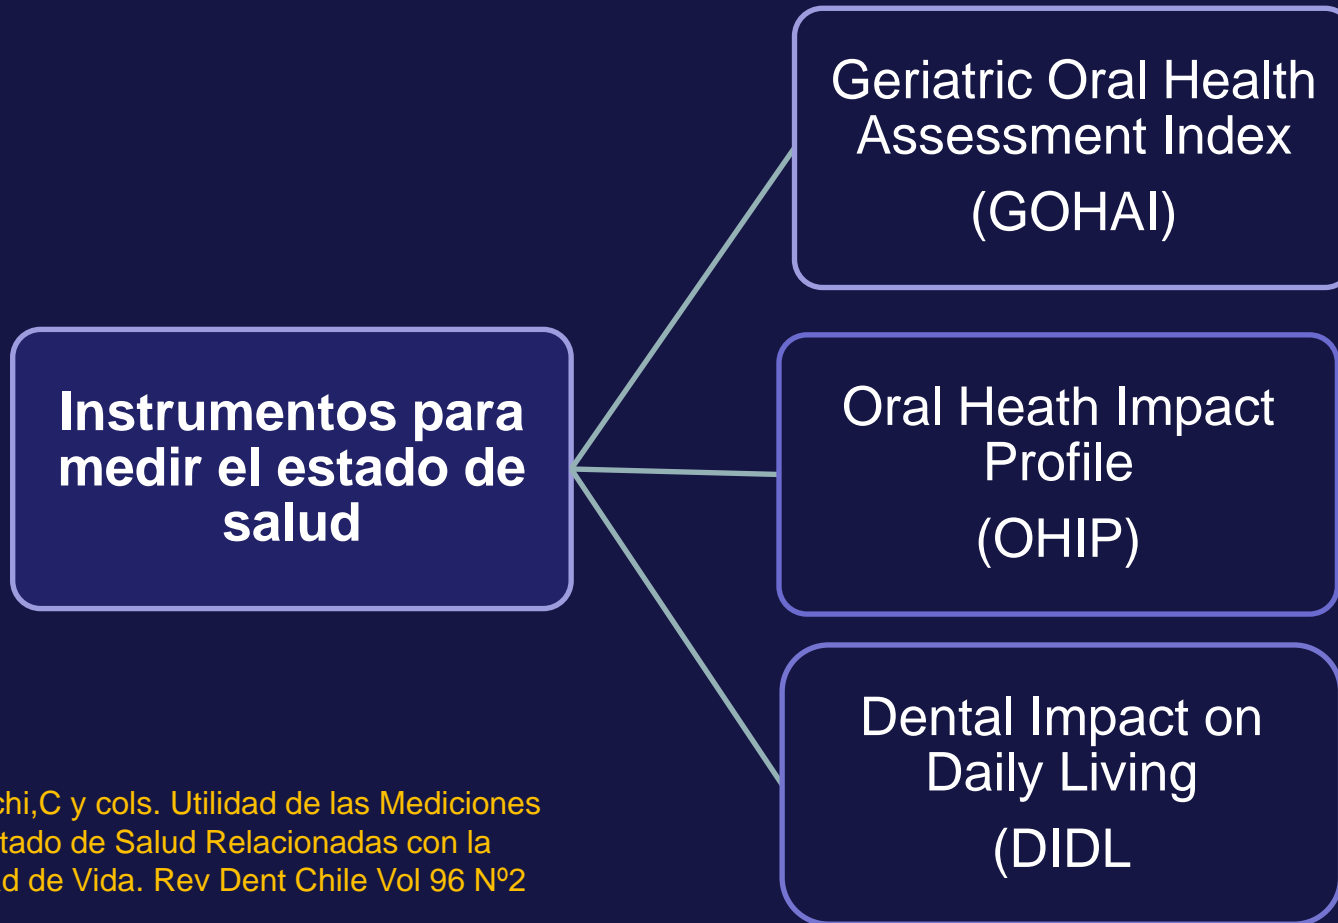 Geriatric Oral Health
Assessment Index
(GOHAI)
Instrumentos para
medir el estado de
salud
Oral Heath Impact
Profile
(OHIP)
Dental Impact on
Daily Living
(DIDL
chi,C y cols. Utilidad de las Mediciones
tado de Salud Relacionadas con la
ad de Vida. Rev Dent Chile Vol 96 Nº2